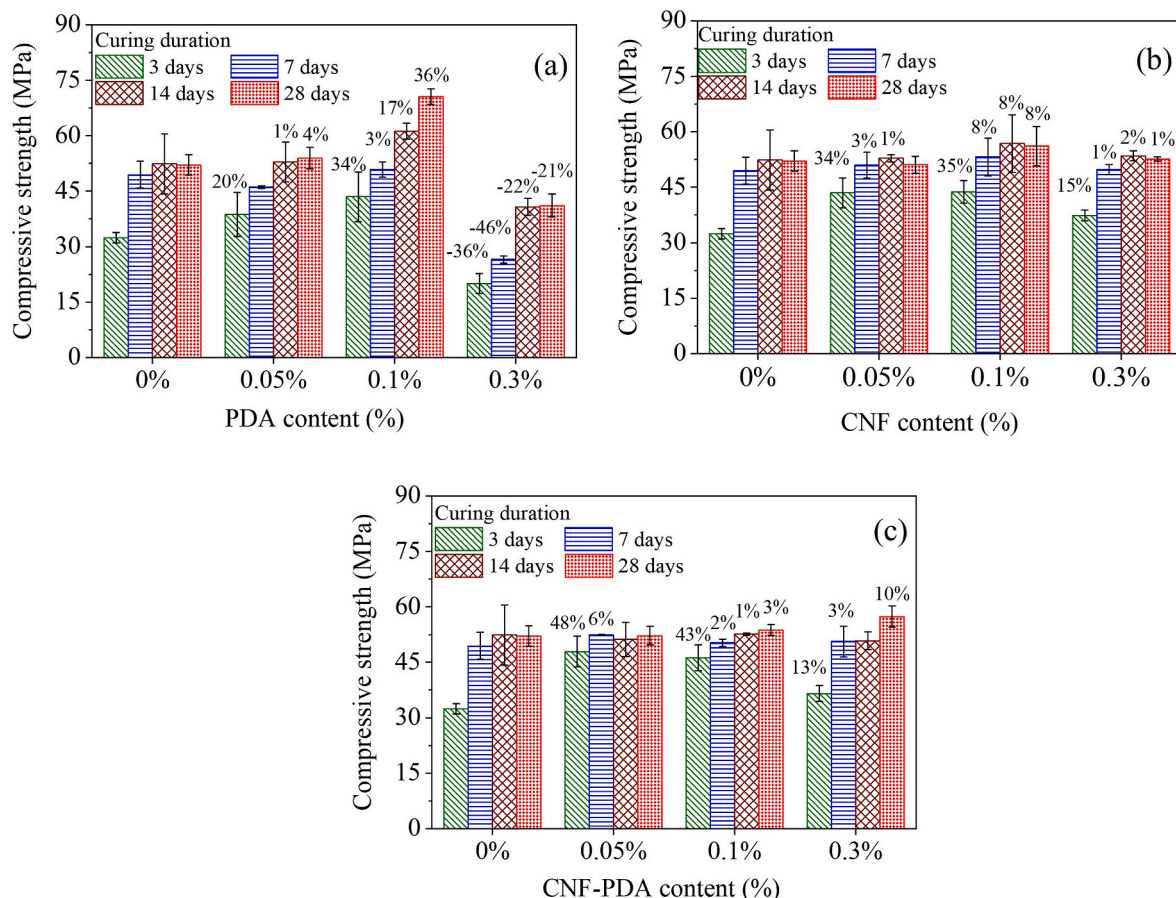 Compressive strength (MPa)
90
75
60
45
30
15
0
Curing duration
3 days
7 days
14 days
28 days
(a)
20%
1%
4%
34%
3%
17%
36%
-36%
-46%
-22%
-21%
0%
0.05%
0.1%
0.3%
PDA content (%)
Compressive strength (MPa)
90
75
60
45
30
15
0
Curing duration
3 days
7 days
14 days
28 days
(b)
34%
3%
1%
35%
8%
8%
8%
15%
1%
2%
1%
0%
0.05%
0.1%
0.3%
CNF content (%)
Compressive strength (MPa)
90
75
60
45
30
15
0
Curing duration
3 days
7 days
14 days
28 days
(c)
48%
6%
43%
2%
1%
3%
13%
3%
10%
0%
0.05%
0.1%
0.3%
CNF-PDA content (%)